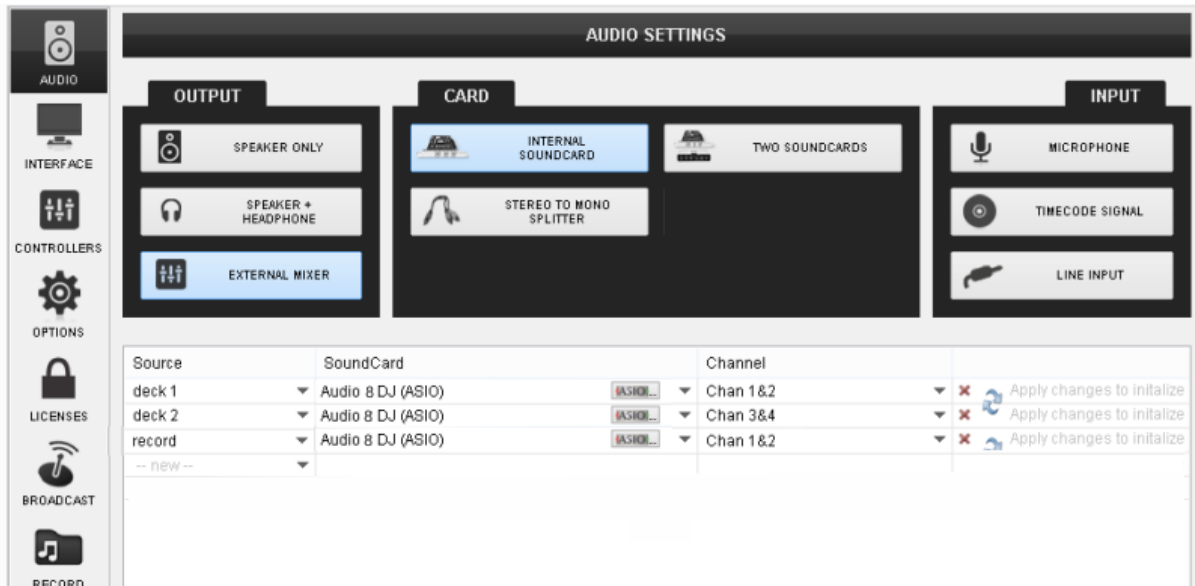 AUDIO SETTINGS
AUDIO
INTERFACE
CONTROLLERS
OPTIONS
LICENSES
BROADCAST
RECORD
OUTPUT
SPEAKER ONLY
SPEAKER +
HEADPHONE
EXTERNAL MIXER
CARD
INTERNAL
SOUNDCARD
TWO SOUNDCARDS
STEREO TO MONO
SPLITTER
INPUT
MICROPHONE
TIMECODE SIGNAL
LINE INPUT
Source SoundCard Channel
deck 1 Audio 8 DJ (ASIO) (ASIO)... Chan 1&2 Apply changes to initalize
deck 2 Audio 8 DJ (ASIO) (ASIO)... Chan 3&4 Apply changes to initalize
record Audio 8 DJ (ASIO) (ASIO)... Chan 1&2 Apply changes to initalize
-- new --